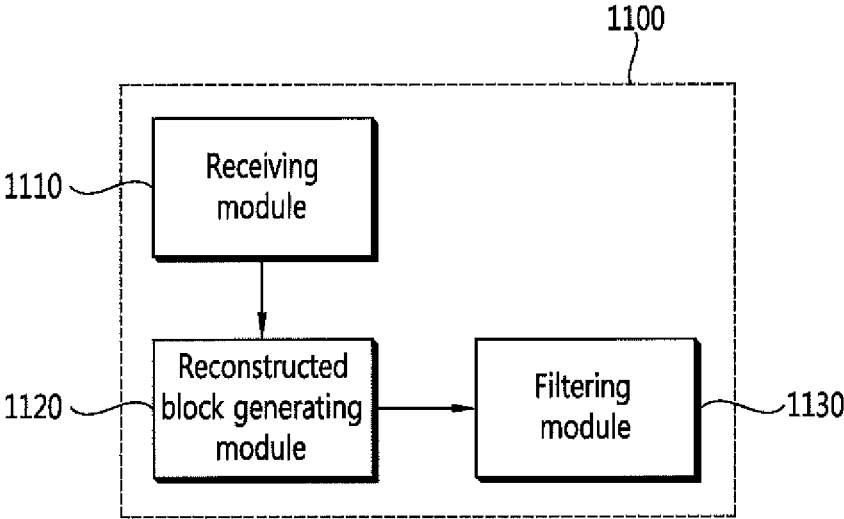 1100
1110
Receiving
module
1120
Reconstructed
block generating
module
Filtering
module
1130